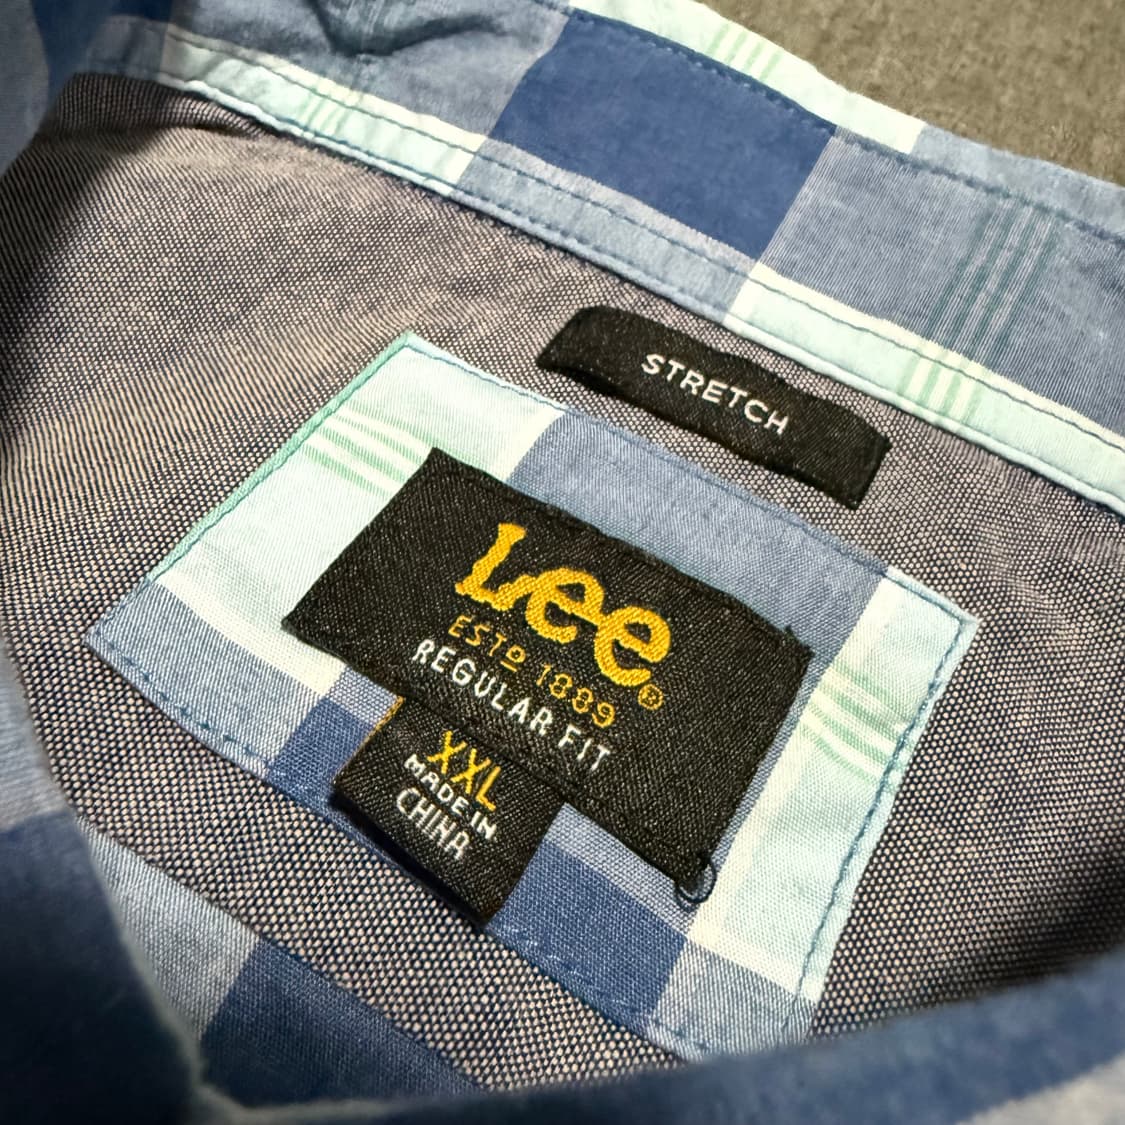 STRETCH
Lee®
ESTD 1889
REGULAR FIT
XXL
MADE IN
CHINA